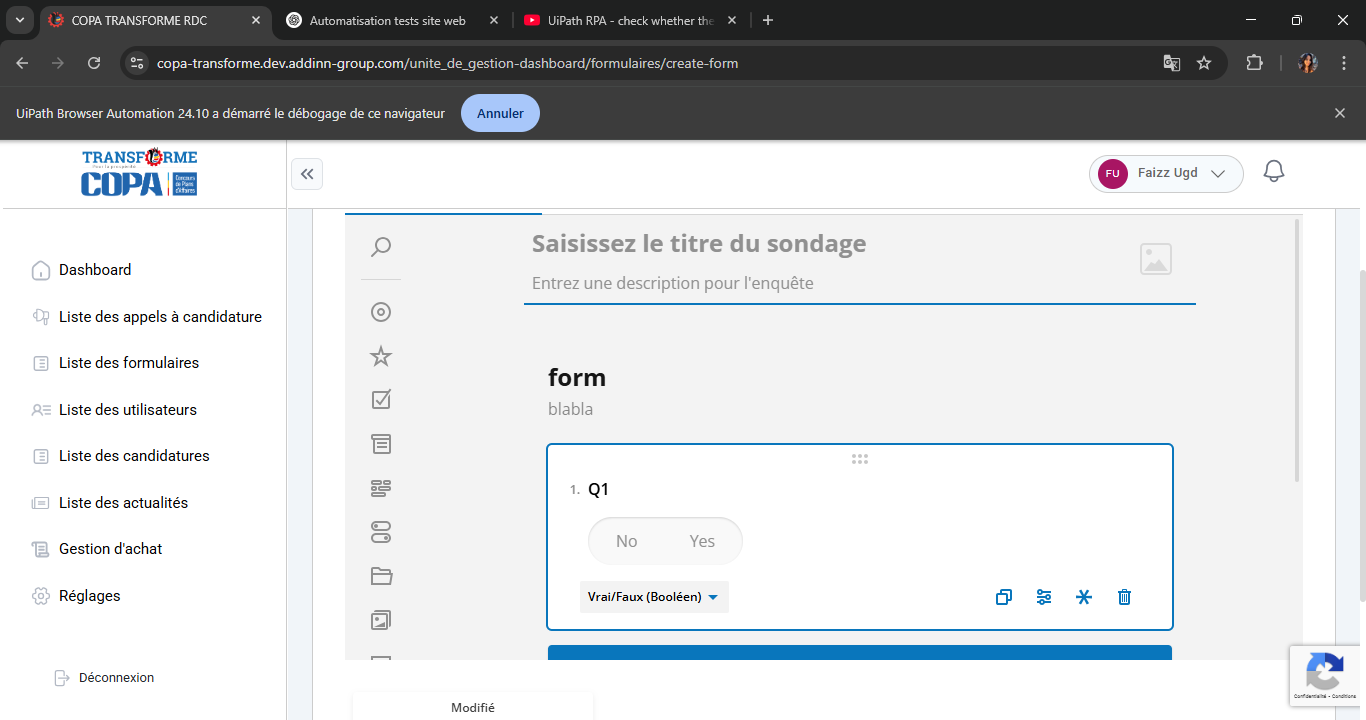 COPA TRANSFORME RDC
Automatisation tests site web
UiPath RPA - check whether the
copa-transforme.dev.addinn-group.com/unite_de_gestion-dashboard/formulaires/create-form
UiPath Browser Automation 24.10 a démarré le débogage de ce navigateur
Annuler
TRANSFORME
COPA
Concours de Plans d'Affaires
FU
Faizz Ugd
Dashboard
Liste des appels à candidature
Liste des formulaires
Liste des utilisateurs
Liste des candidatures
Liste des actualités
Gestion d'achat
Réglages
Déconnexion
Saisissez le titre du sondage
Entrez une description pour l'enquête
form
blabla
1. Q1
No Yes
Vrai/Faux (Booléen)
Modifié
Confidentialité - Conditions